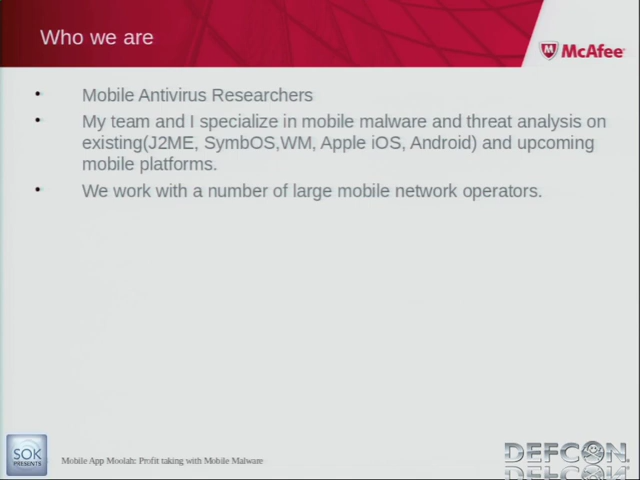 Who we are
McAfee
• Mobile Antivirus Researchers
• My team and I specialize in mobile malware and threat analysis on
existing(J2ME, SymbOS,WM, Apple iOS, Android) and upcoming
mobile platforms.
• We work with a number of large mobile network operators.
SOK
PRESENTS
Mobile App Moolah: Profit taking with Mobile Malware
DEFCON